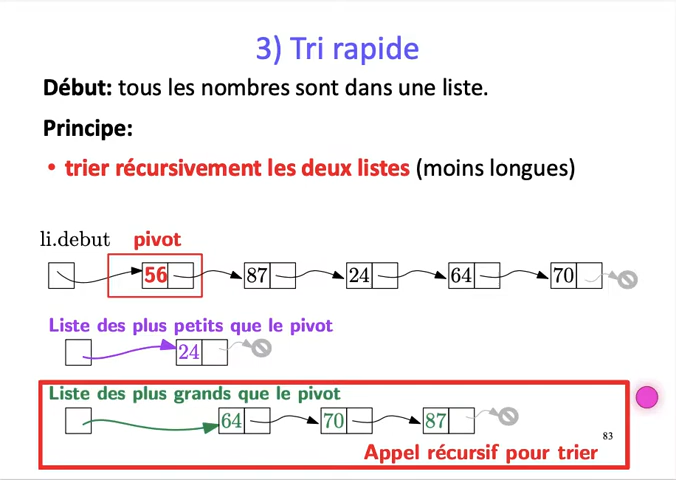 3) Tri rapide
Début: tous les nombres sont dans une liste.
Principe:
• trier récursivement les deux listes (moins longues)
li.debut pivot
56 87 24 64 70
Liste des plus petits que le pivot
24
Liste des plus grands que le pivot
64 70 87
83
Appel récursif pour trier